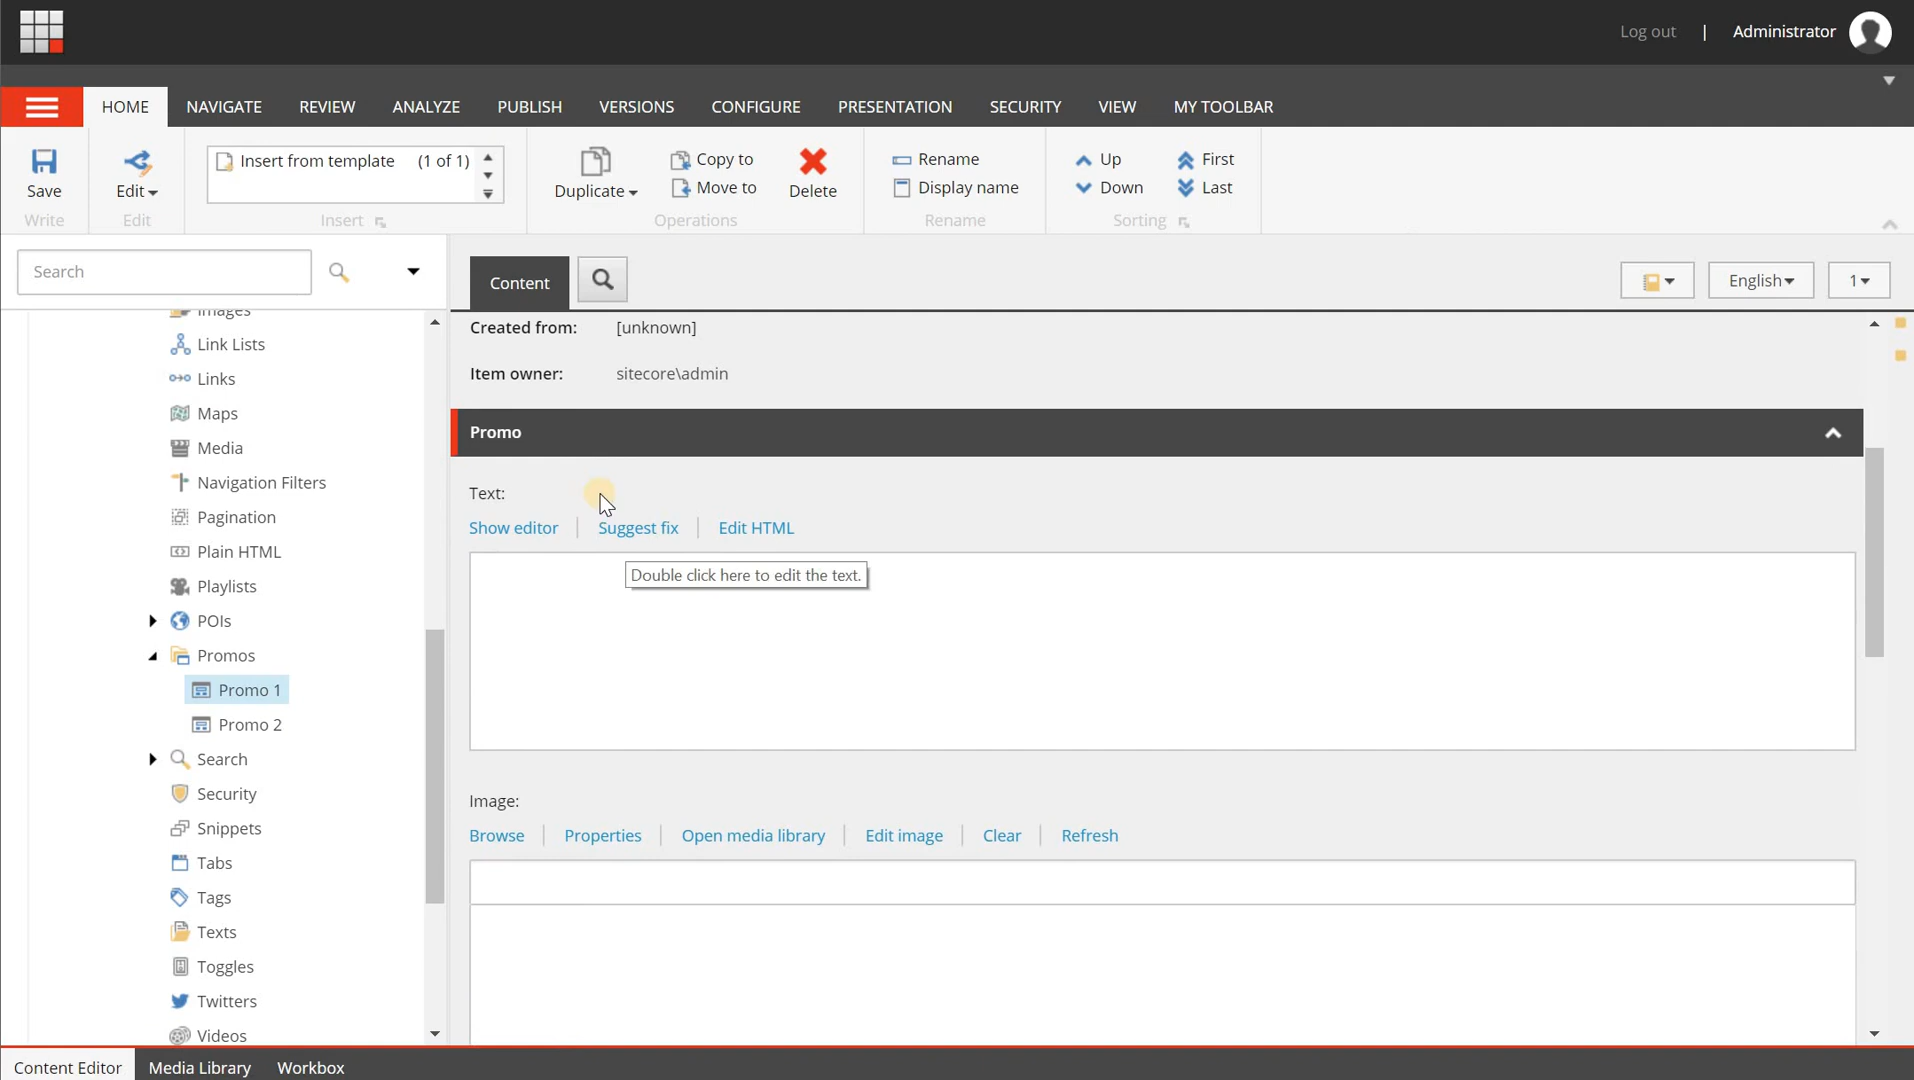 Log out | Administrator
HOME NAVIGATE REVIEW ANALYZE PUBLISH VERSIONS CONFIGURE PRESENTATION SECURITY VIEW MY TOOLBAR
Insert from template (1 of 1)
Copy to
Rename
Up
First
Save
Edit
Duplicate
Move to
Delete
Display name
Down
Last
Write
Edit
Insert
Operations
Rename
Sorting
Search
Content
English
1
Images
Link Lists
Links
Maps
Media
Navigation Filters
Pagination
Plain HTML
Playlists
POIs
Promos
Promo 1
Promo 2
Search
Security
Snippets
Tabs
Tags
Texts
Toggles
Twitters
Videos
Created from: [unknown]
Item owner: sitecore\admin
Promo
Text:
Show editor | Suggest fix | Edit HTML
Double click here to edit the text.
Image:
Browse | Properties | Open media library | Edit image | Clear | Refresh
Content Editor Media Library Workbox